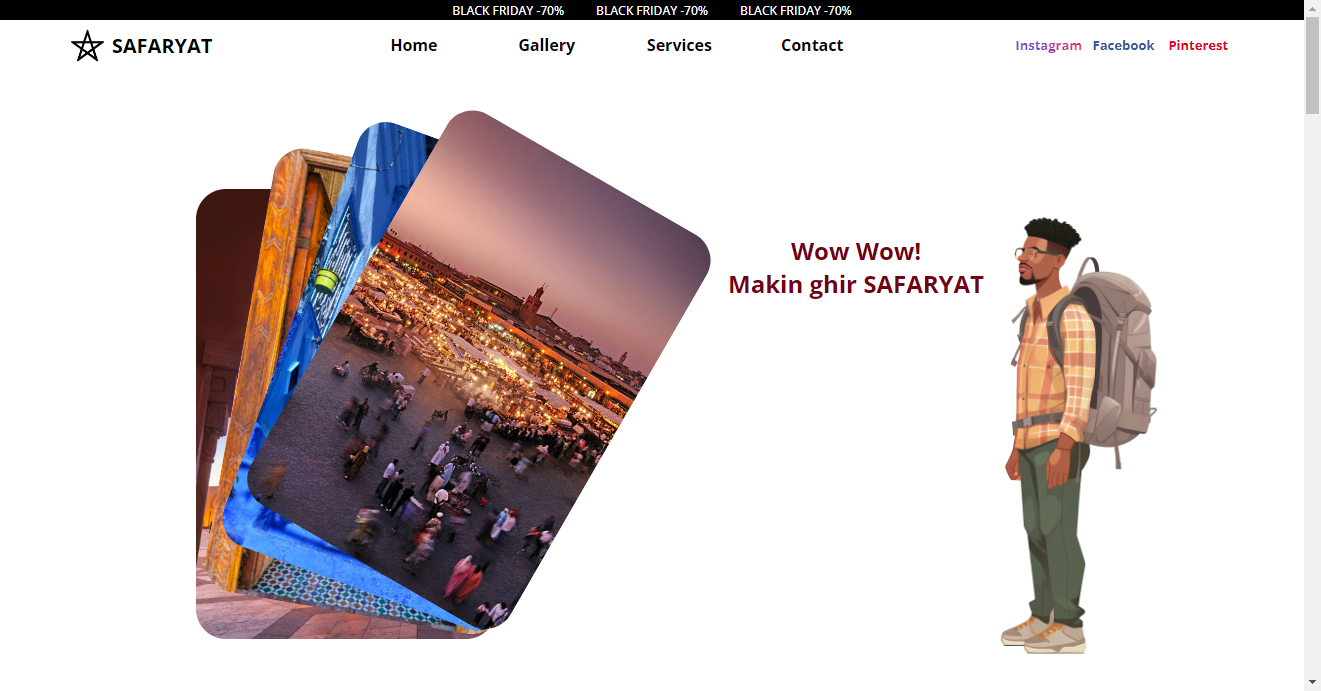 BLACK FRIDAY -70% BLACK FRIDAY -70% BLACK FRIDAY -70%
SAFARYAT Home Gallery Services Contact Instagram Facebook Pinterest
Wow Wow!
Makin ghir SAFARYAT